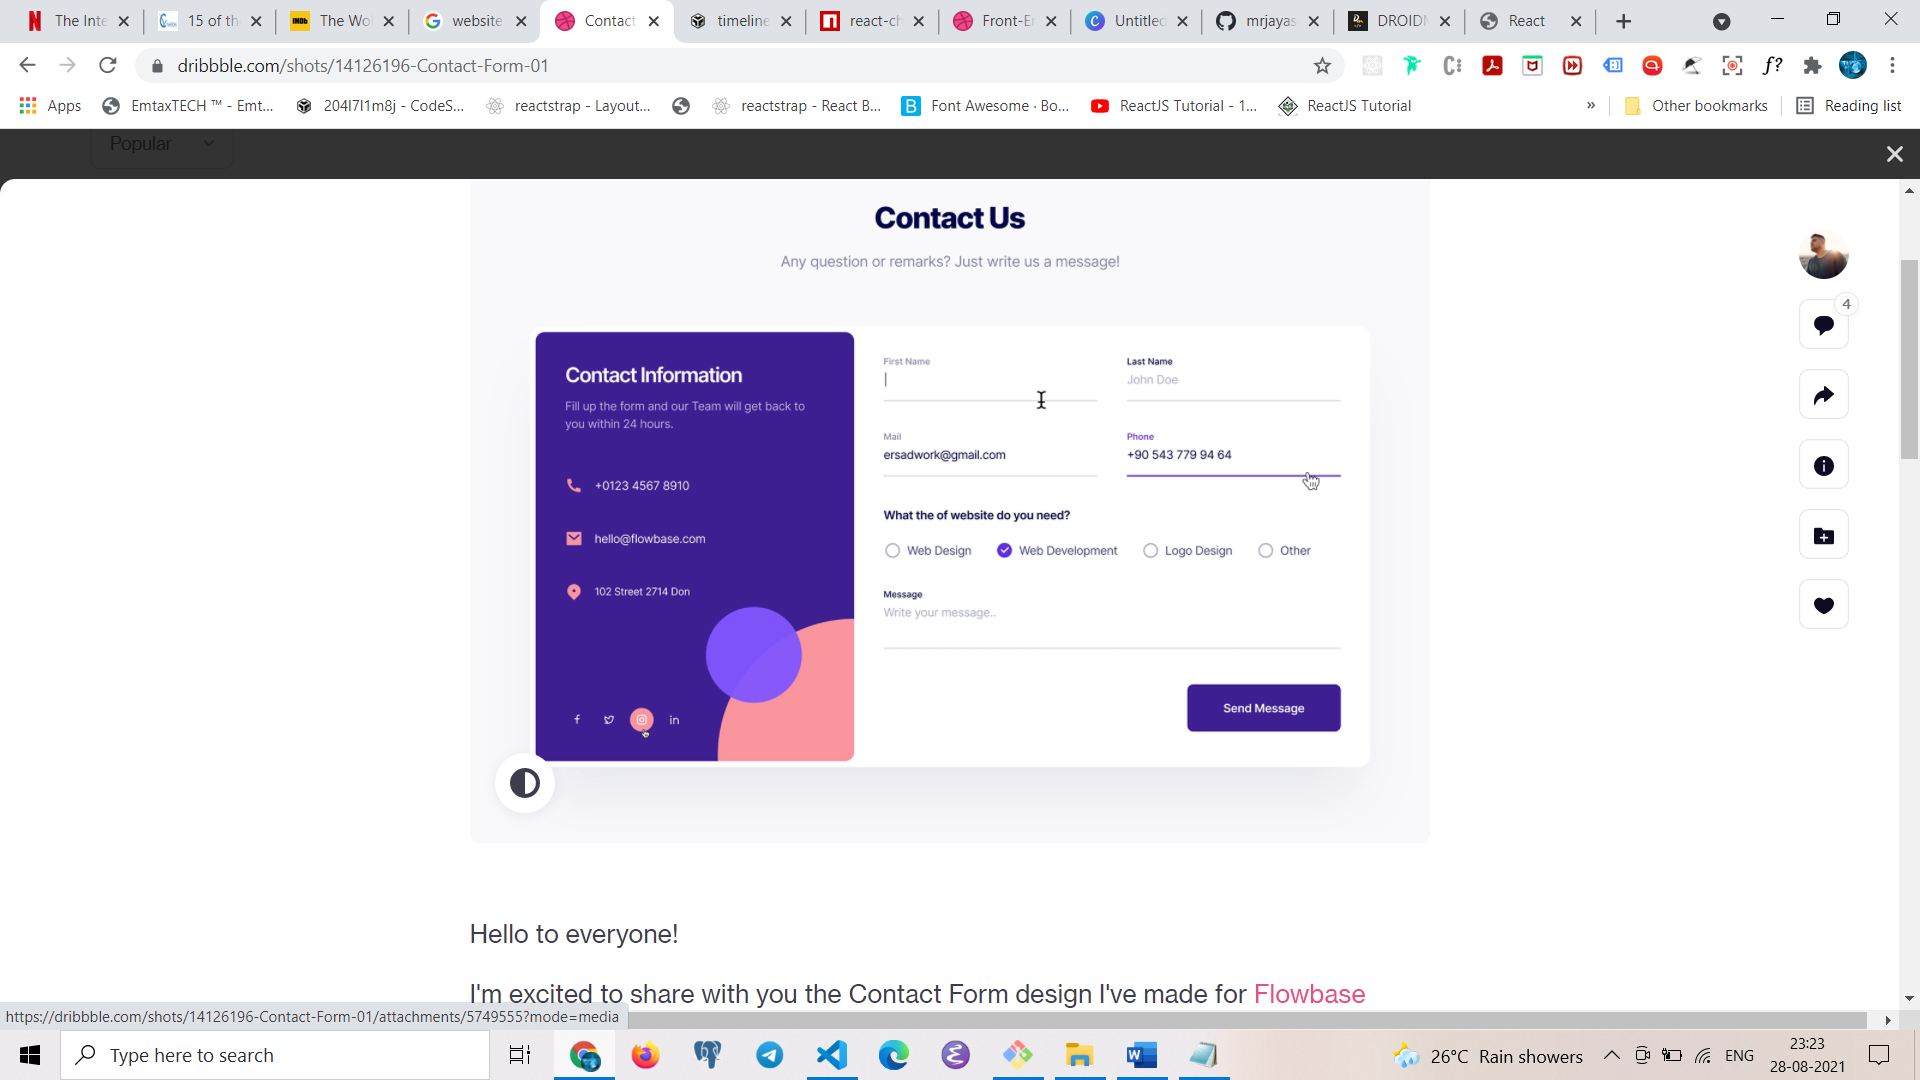 The Inte
15 of th
The Wol
website
Contact
timeline
react-ch
Front-En
Untitled
mrjayas
DROIDM
React
dribbble.com/shots/14126196-Contact-Form-01
Apps
EmtaxTECH ™ - Emt...
204l7l1m8j - CodeS...
reactstrap - Layout...
reactstrap - React B...
Font Awesome · Bo...
ReactJS Tutorial - 1...
ReactJS Tutorial
»
Other bookmarks
Reading list
Popular
Contact Us
Any question or remarks? Just write us a message!
4
Contact Information
Fill up the form and our Team will get back to
you within 24 hours.
+0123 4567 8910
hello@flowbase.com
102 Street 2714 Don
First Name
Last Name
John Doe
Mail
ersadwork@gmail.com
Phone
+90 543 779 94 64
What the of website do you need?
Web Design
Web Development
Logo Design
Other
Message
Write your message..
Send Message
Hello to everyone!
I'm excited to share with you the Contact Form design I've made for Flowbase
https://dribbble.com/shots/14126196-Contact-Form-01/attachments/5749555?mode=media
Type here to search
26°C Rain showers
ENG
23:23
28-08-2021